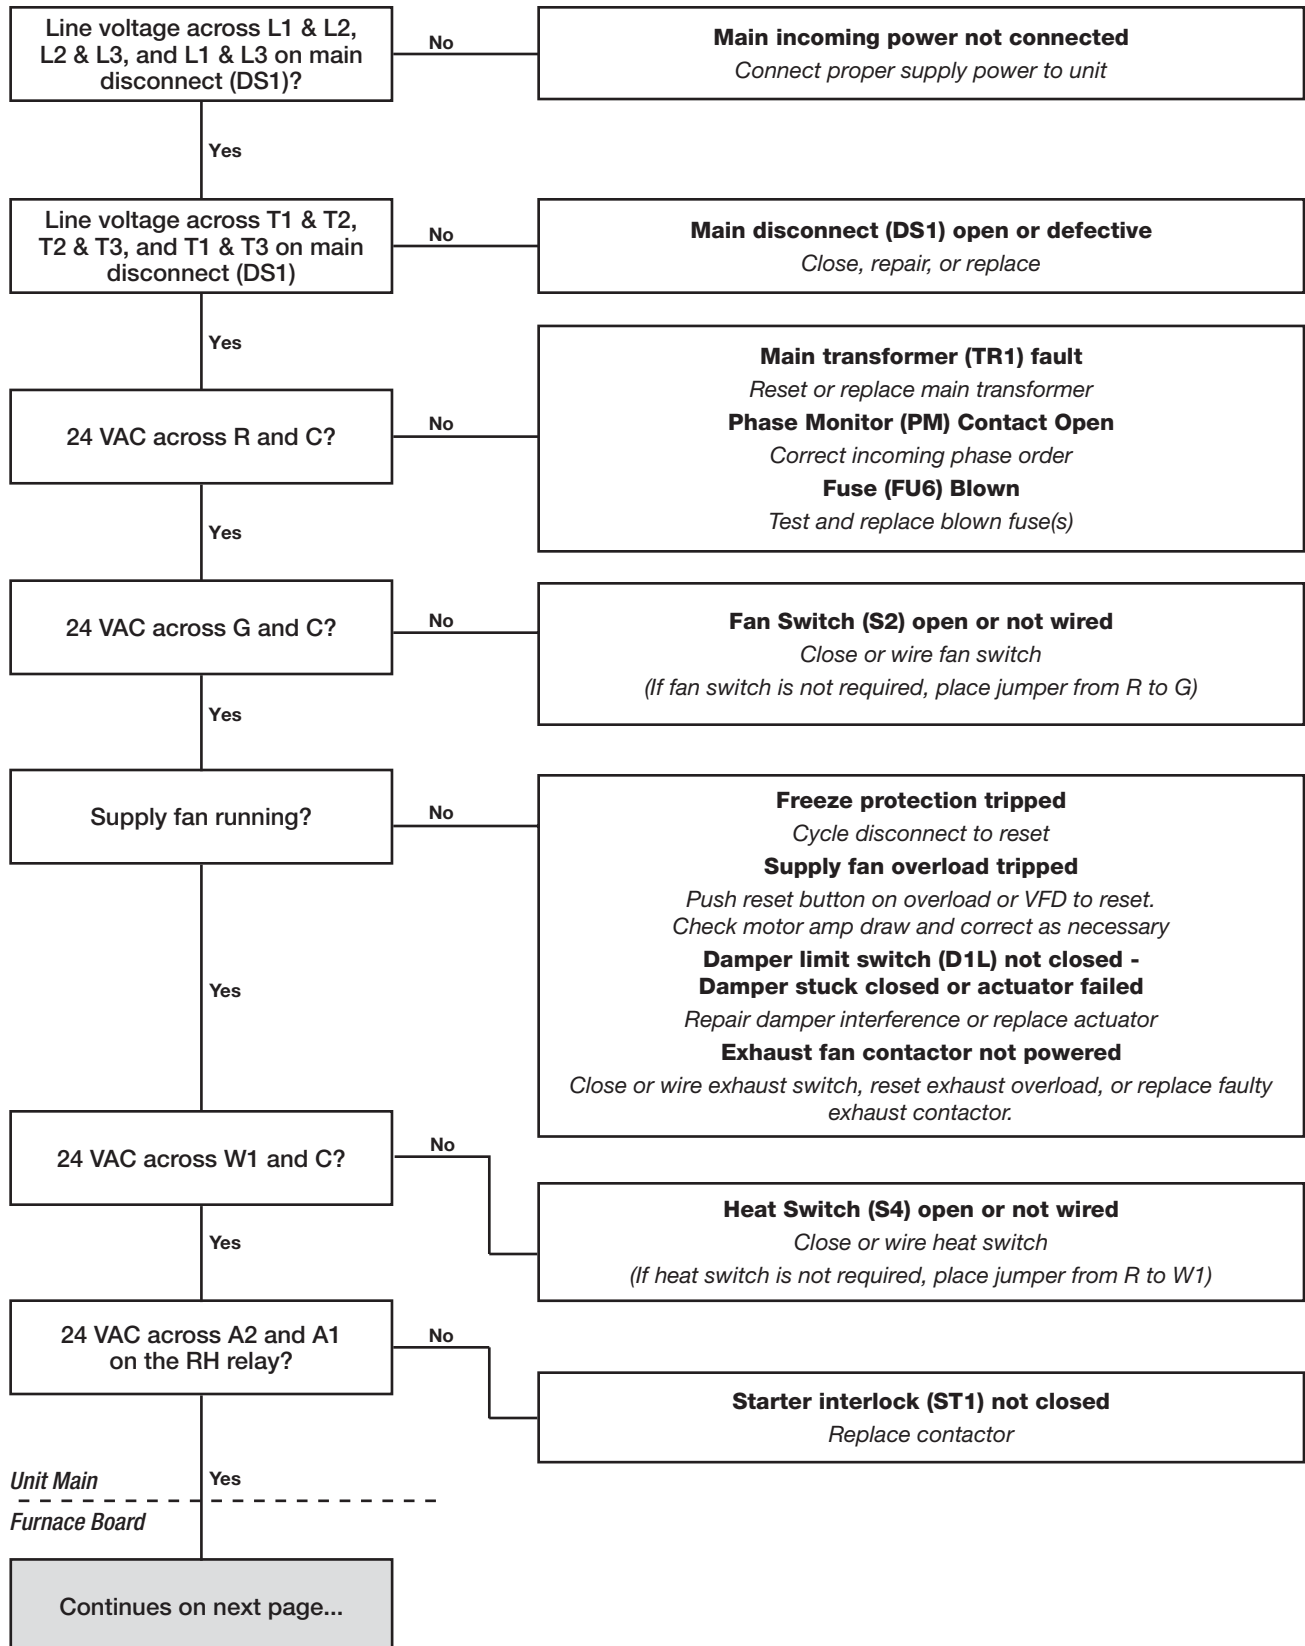 Line voltage across L1 & L2,
L2 & L3, and L1 & L3 on main
disconnect (DS1)?
No
Main incoming power not connected
Connect proper supply power to unit
Yes
Line voltage across T1 & T2,
T2 & T3, and T1 & T3 on main
disconnect (DS1)
No
Main disconnect (DS1) open or defective
Close, repair, or replace
Yes
24 VAC across R and C?
No
Main transformer (TR1) fault
Reset or replace main transformer
Phase Monitor (PM) Contact Open
Correct incoming phase order
Fuse (FU6) Blown
Test and replace blown fuse(s)
Yes
24 VAC across G and C?
No
Fan Switch (S2) open or not wired
Close or wire fan switch
(If fan switch is not required, place jumper from R to G)
Yes
Supply fan running?
No
Freeze protection tripped
Cycle disconnect to reset
Supply fan overload tripped
Push reset button on overload or VFD to reset.
Check motor amp draw and correct as necessary
Damper limit switch (D1L) not closed -
Damper stuck closed or actuator failed
Repair damper interference or replace actuator
Exhaust fan contactor not powered
Close or wire exhaust switch, reset exhaust overload, or replace faulty
exhaust contactor.
Yes
24 VAC across W1 and C?
No
Heat Switch (S4) open or not wired
Close or wire heat switch
(If heat switch is not required, place jumper from R to W1)
Yes
24 VAC across A2 and A1
on the RH relay?
No
Starter interlock (ST1) not closed
Replace contactor
Unit Main
Yes
Furnace Board
Continues on next page...